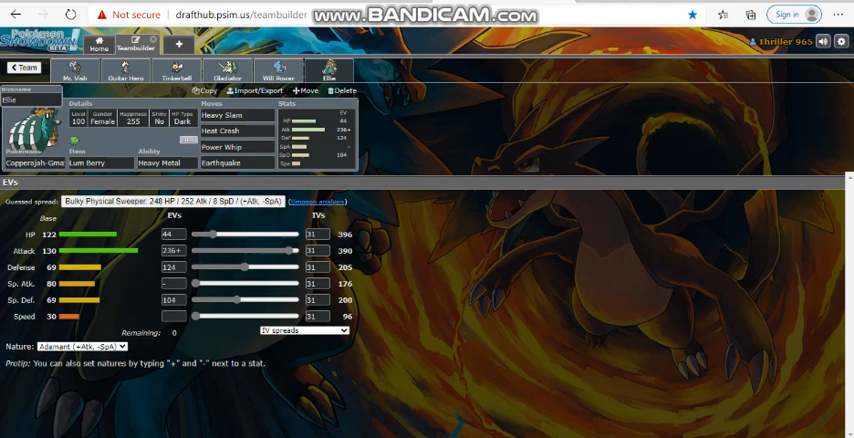 Not secure | drafthub.psim.us/teambuilder
www.BANDICAM.com
Sign in
Pokémon
SHOWDOWN
BETA
Home
Teambuilder
Thriller 965
Team
Mr. Vish
Guitar Hero
Tinkerbell
Gladiator
Will Power
Ellie
Copy Import/Export Move Delete
Nickname
Ellie
Details
Moves
Stats
Level Gender Happiness Shiny HP Type
100 Female 255 No Dark
Heavy Slam
Heat Crash
Power Whip
Earthquake
EV
HP 44
Atk 236+
Def 124
SpA –
SpD 104
Spe
Pokémon
Item
Ability
Copperajah-Gma
Lum Berry
Heavy Metal
EVs
Guessed spread: Bulky Physical Sweeper: 248 HP / 252 Atk / 8 SpD / (+Atk, -SpA) (Smogon analysis)
Base EVs IVs
HP 122 44 31 396
Attack 130 236+ 31 390
Defense 69 124 31 205
Sp. Atk. 80 - 31 176
Sp. Def. 69 104 31 200
Speed 30 31 96
Remaining: 0
IV spreads
Nature: Adamant (+Atk, -SpA)
Protip: You can also set natures by typing "+" and "-" next to a stat.